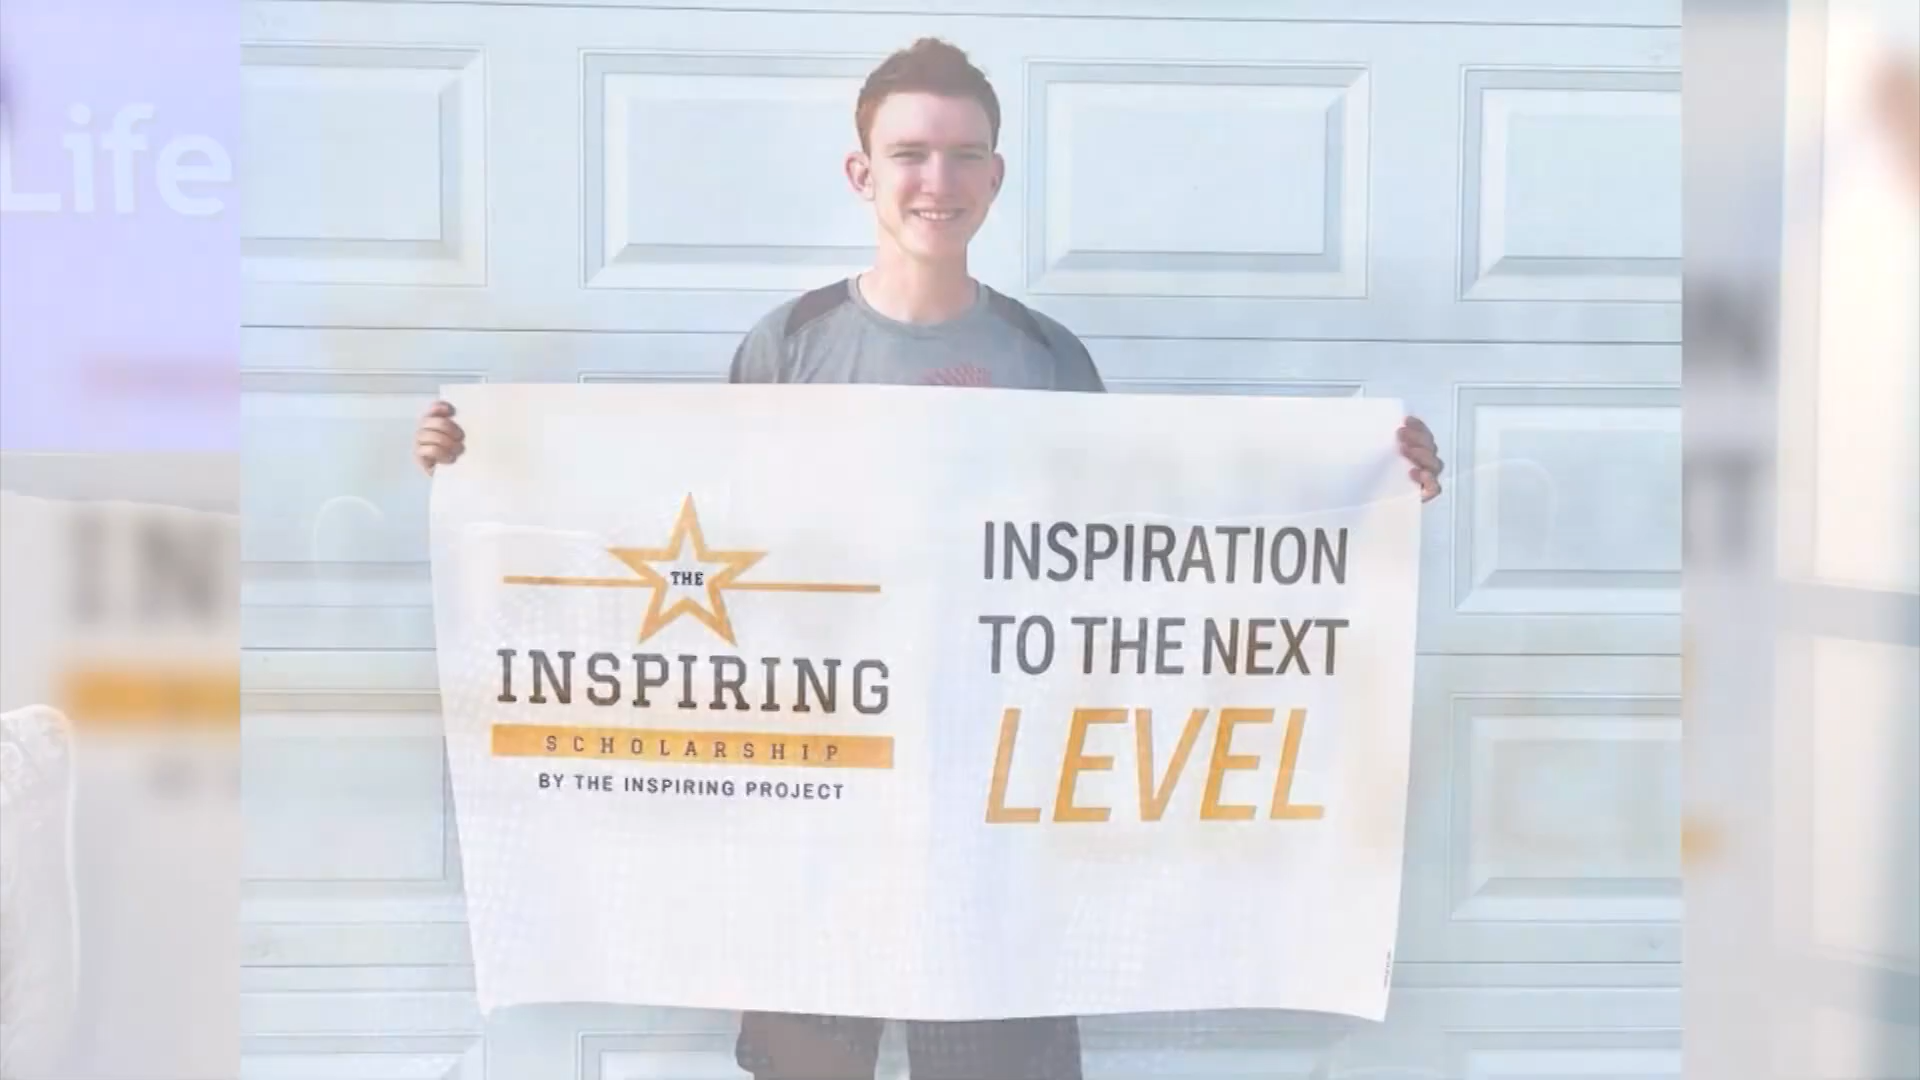 Life
THE
INSPIRING
SCHOLARSHIP
BY THE INSPIRING PROJECT
INSPIRATION
TO THE NEXT
LEVEL